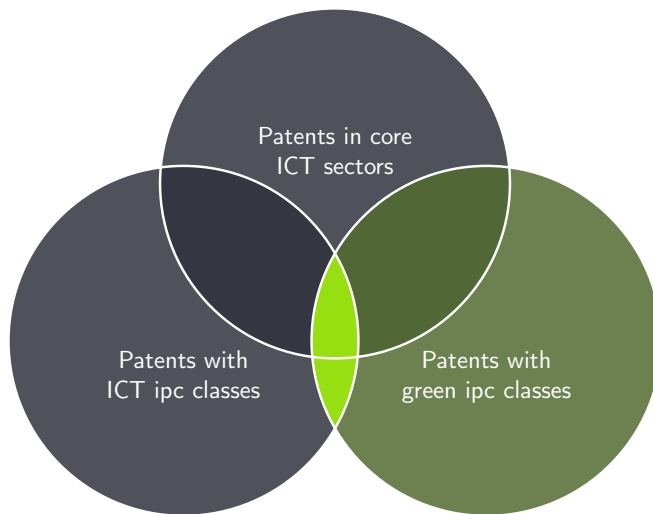 Patents in core
ICT sectors
Patents with
ICT ipc classes
Patents with
green ipc classes